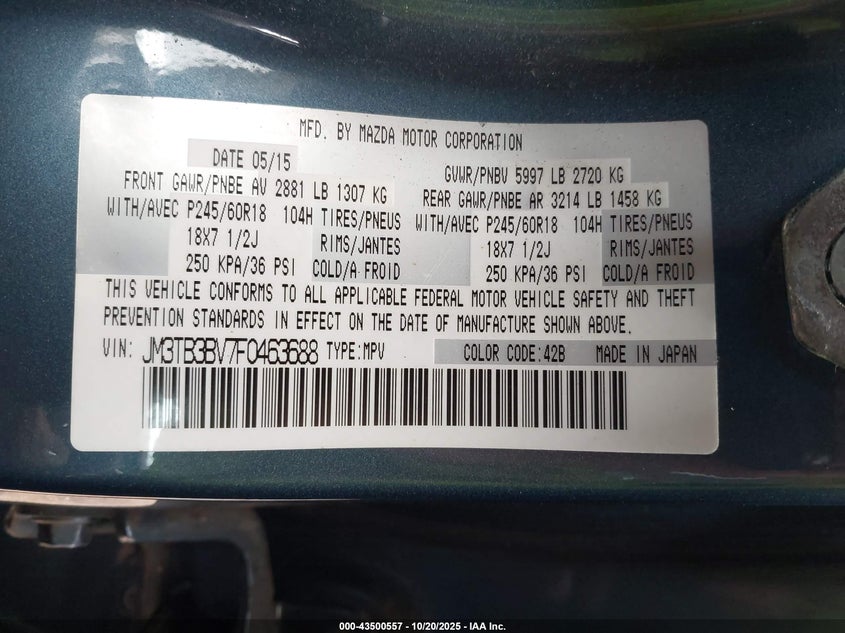 MFD. BY MAZDA MOTOR CORPORATION
DATE 05/15 GVWR/PNBV 5997 LB 2720 KG
FRONT GAWR/PNBE AV 2881 LB 1307 KG REAR GAWR/PNBE AR 3214 LB 1458 KG
WITH/AVEC P245/60R18 104H TIRES/PNEUS WITH/AVEC P245/60R18 104H TIRES/PNEUS
18X7 1/2J RIMS/JANTES 18X7 1/2J RIMS/JANTES
250 KPA/36 PSI COLD/A FROID 250 KPA/36 PSI COLD/A FROID
THIS VEHICLE CONFORMS TO ALL APPLICABLE FEDERAL MOTOR VEHICLE SAFETY AND THEFT
PREVENTION STANDARDS IN EFFECT ON THE DATE OF MANUFACTURE SHOWN ABOVE.
VIN: JM3TB3BV7F0463688 TYPE:MPV COLOR CODE:42B MADE IN JAPAN
000-43500557 - 10/20/2025 - IAA Inc.